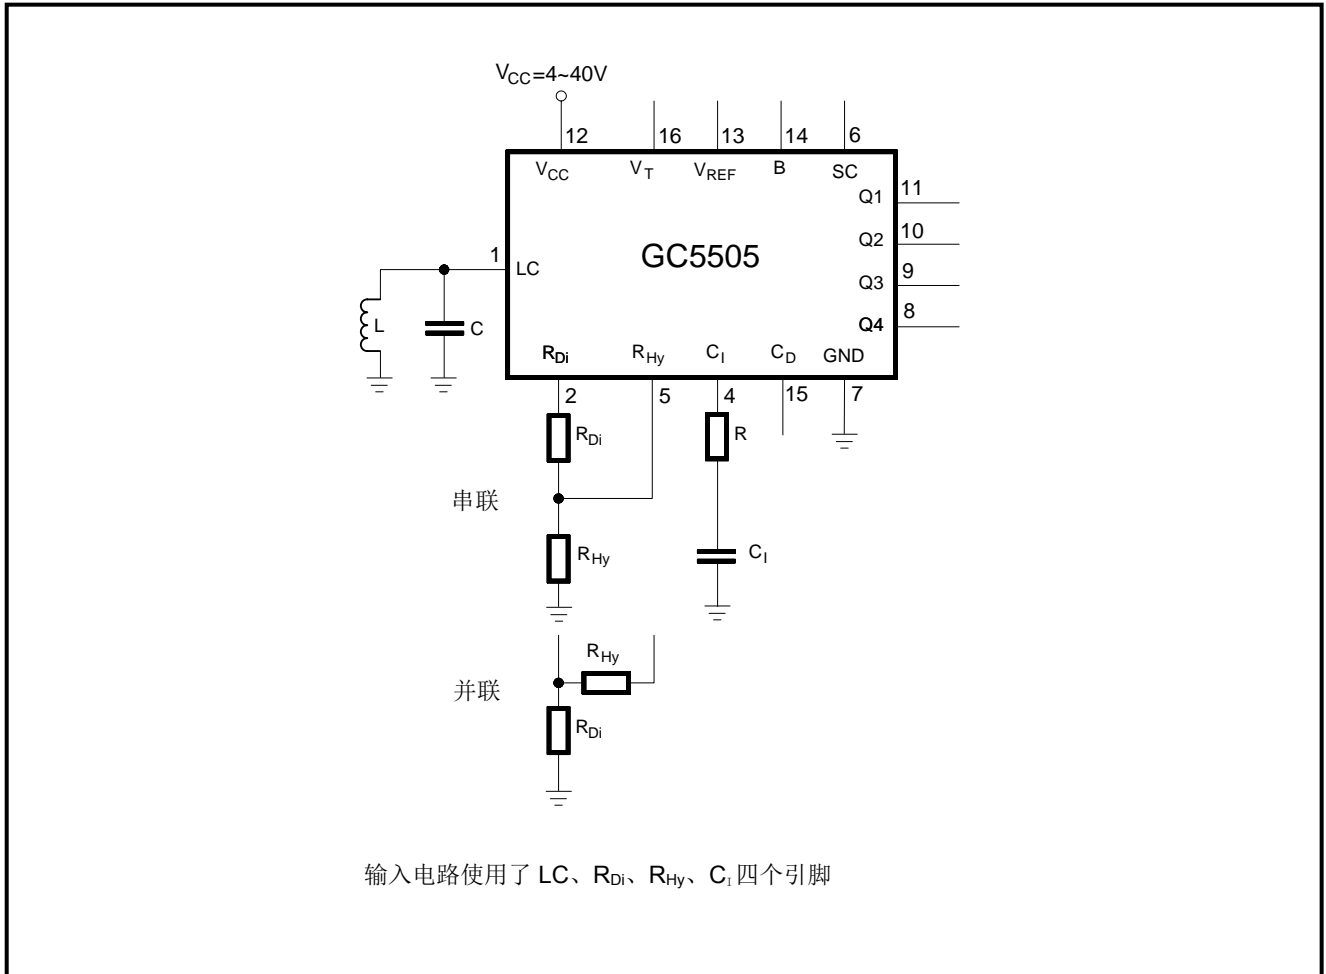 VCC=4~40V
12 16 13 14 6
VCC VT VREF B SC
Q1 11
Q2 10
GC5505
1 LC
Q3 9
Q4 8
L C
RDi RHy CI CD GND
2 5 4 15 7
RDi R
串联
RHy CI
RHy
并联
RDi
输入电路使用了 LC、RDi、RHy、CI 四个引脚